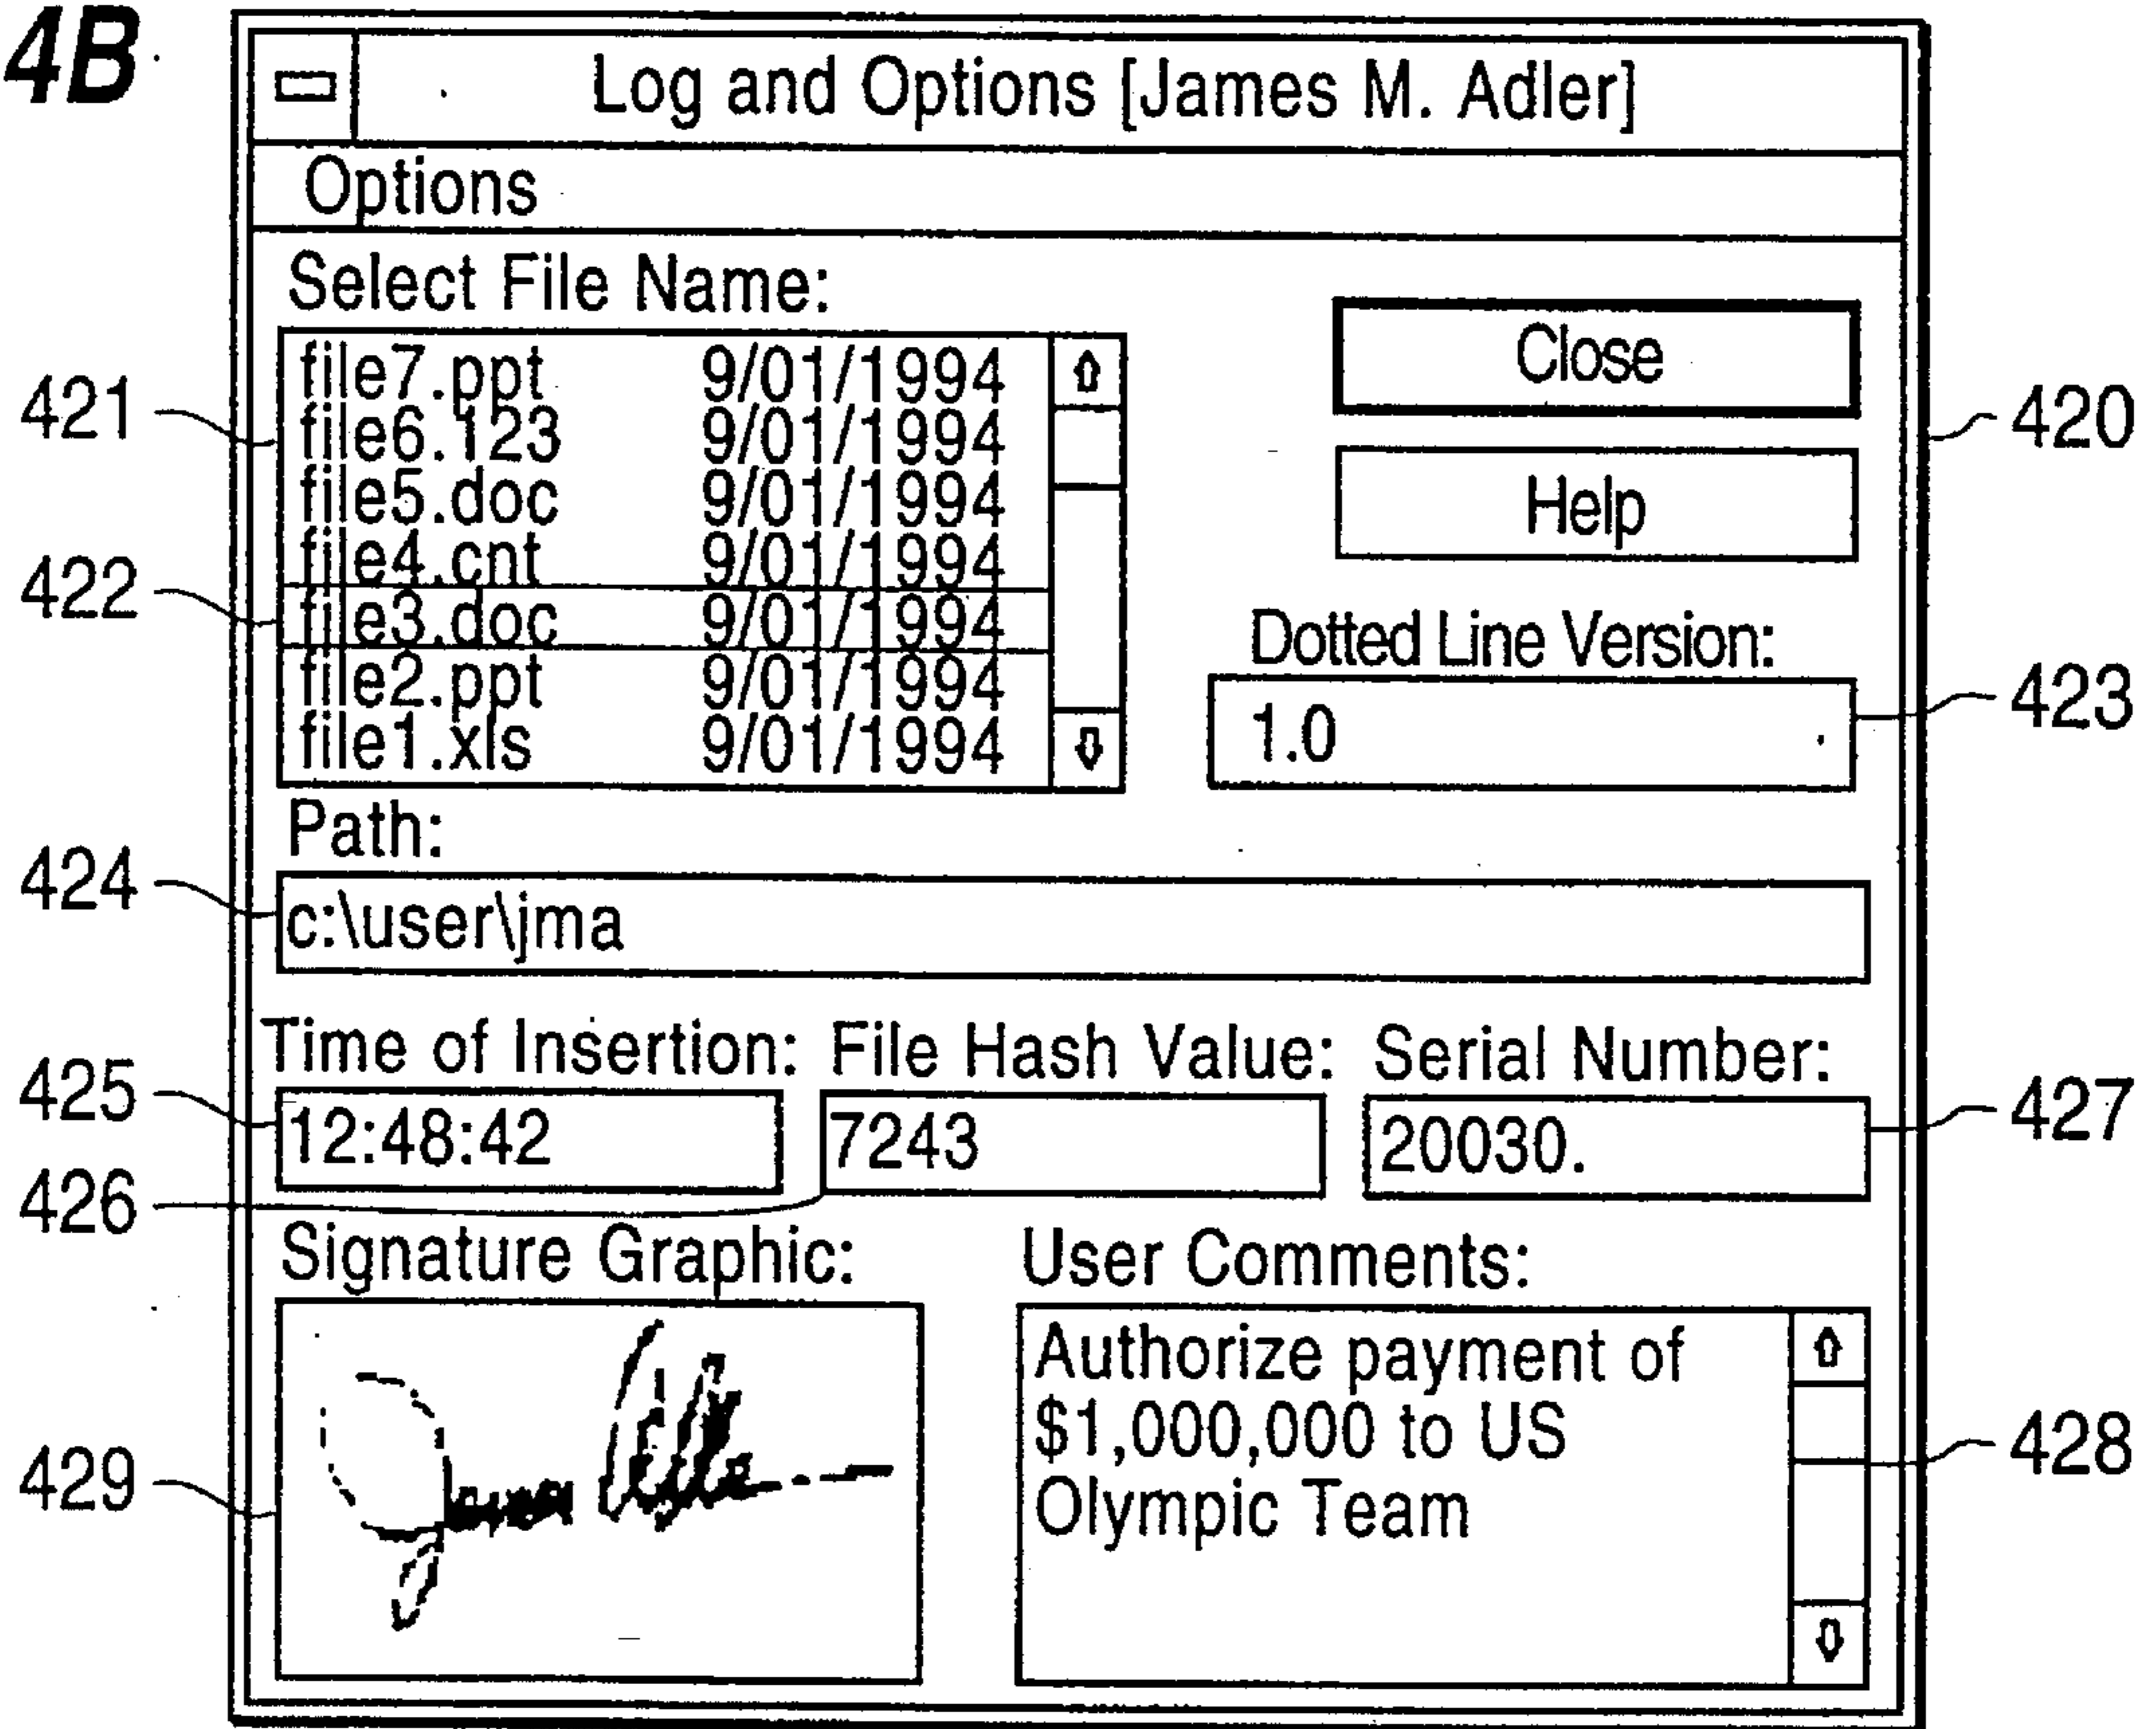 4B
Log and Options [James M. Adler]
Options
Select File Name:
file7.ppt 9/01/1994
file6.123 9/01/1994
file5.doc 9/01/1994
file4.cnt 9/01/1994
file3.doc 9/01/1994
file2.ppt 9/01/1994
file1.xls 9/01/1994
Close
Help
Dotted Line Version:
1.0
Path:
c:\user\jma
Time of Insertion: File Hash Value: Serial Number:
12:48:42 7243 20030.
Signature Graphic: User Comments:
Authorize payment of
$1,000,000 to US
Olympic Team
421
422
424
425
426
429
420
423
427
428